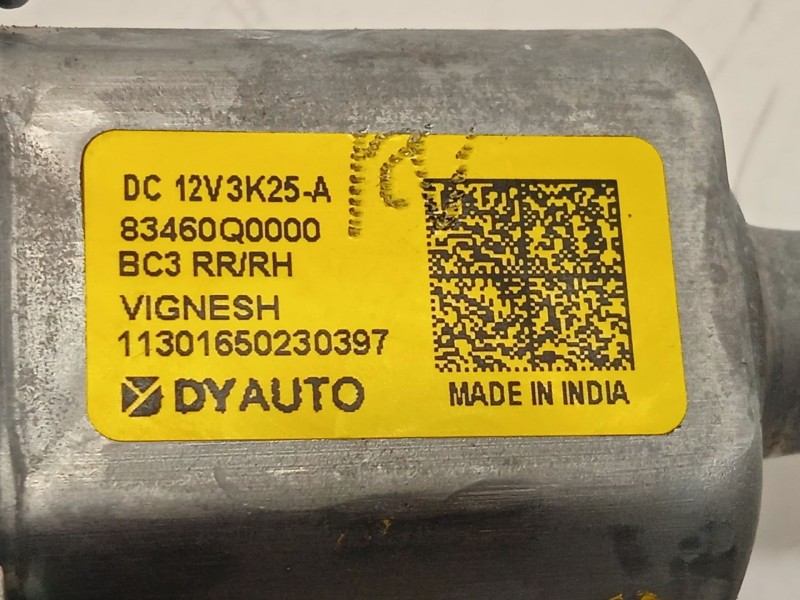 DC 12V3K25-A
83460Q0000
BC3 RR/RH
VIGNESH
11301650230397
DYAUTO
MADE IN INDIA